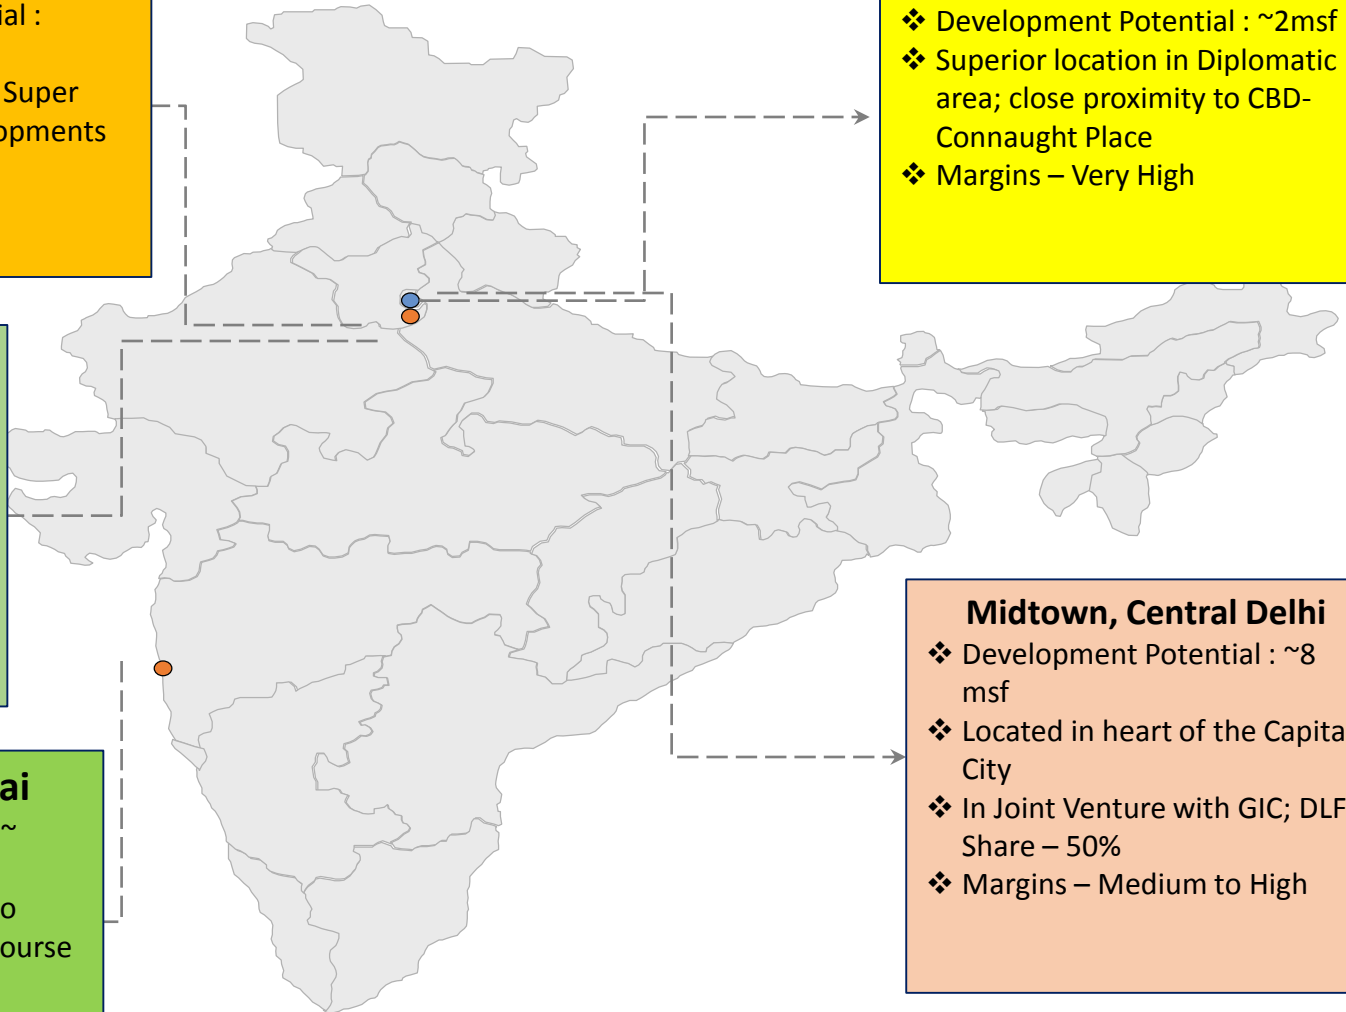 ial :
Super
opments
❖ Development Potential : ~2msf
❖ Superior location in Diplomatic
area; close proximity to CBD-
Connaught Place
❖ Margins – Very High
Midtown, Central Delhi
❖ Development Potential : ~8
msf
❖ Located in heart of the Capita
City
❖ In Joint Venture with GIC; DLF
Share – 50%
❖ Margins – Medium to High
ai
~
o
ourse